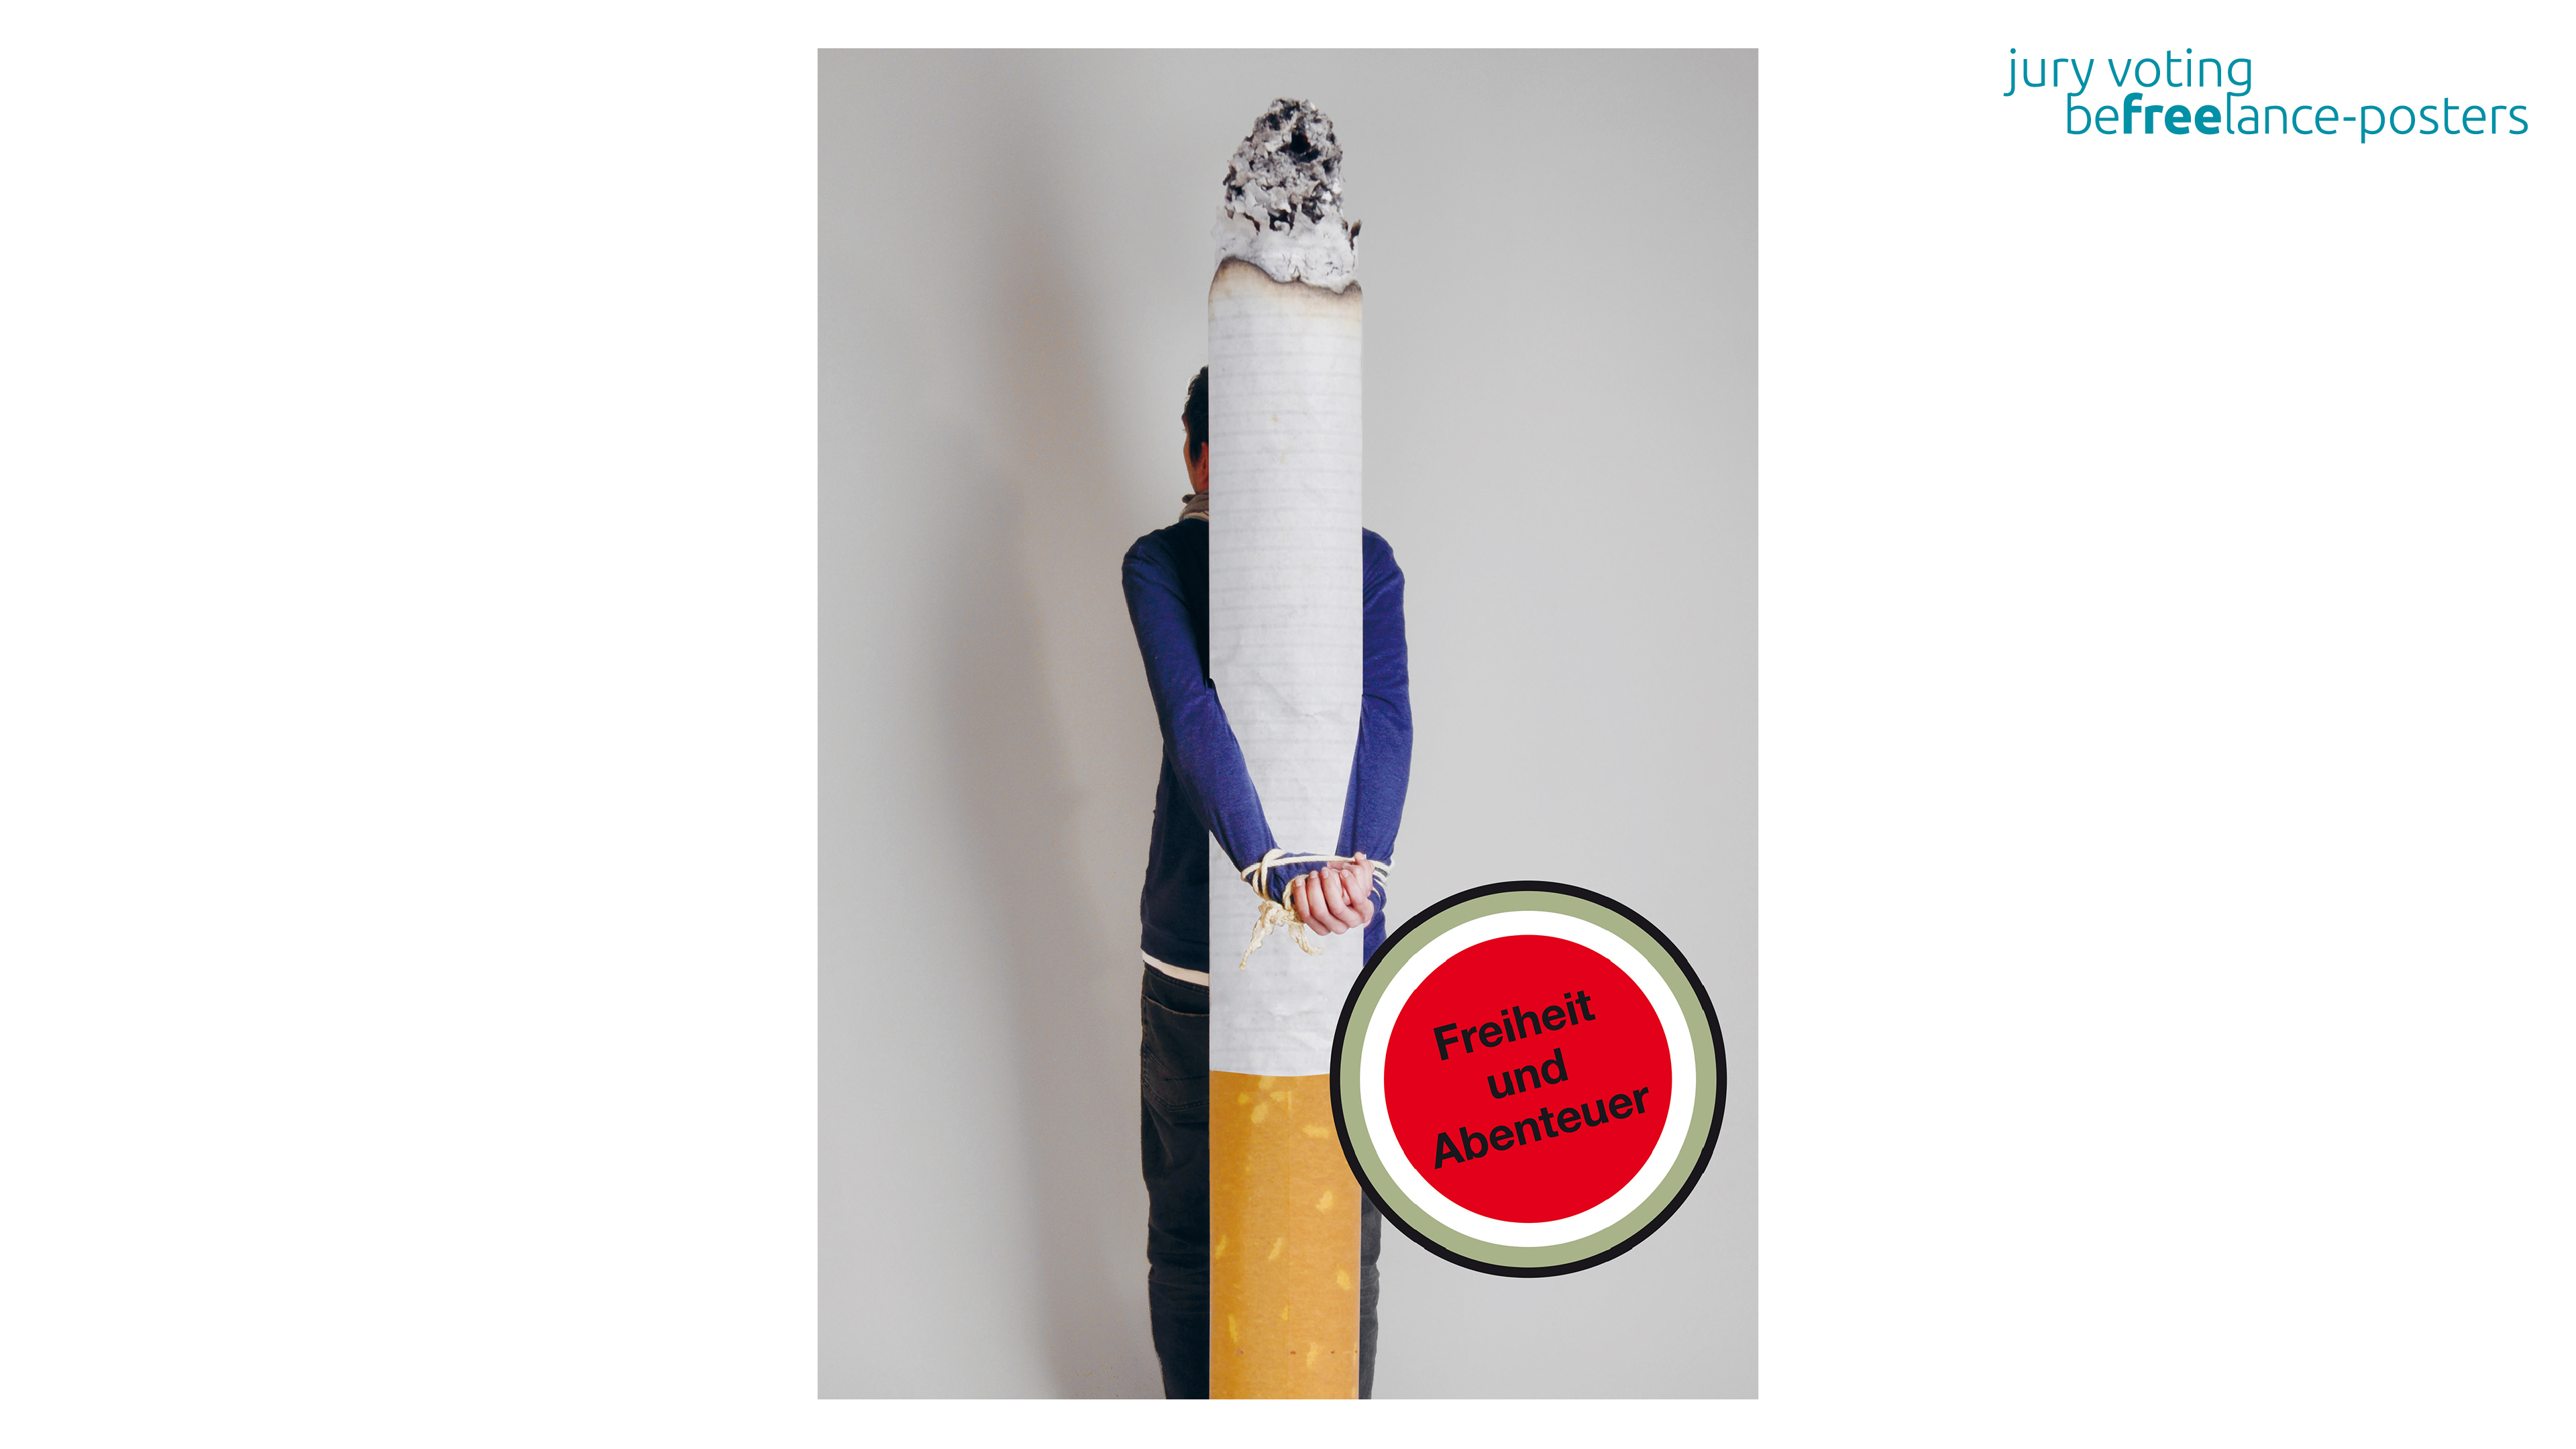 jury voting
befreelance-posters
Freiheit
und
Abenteuer